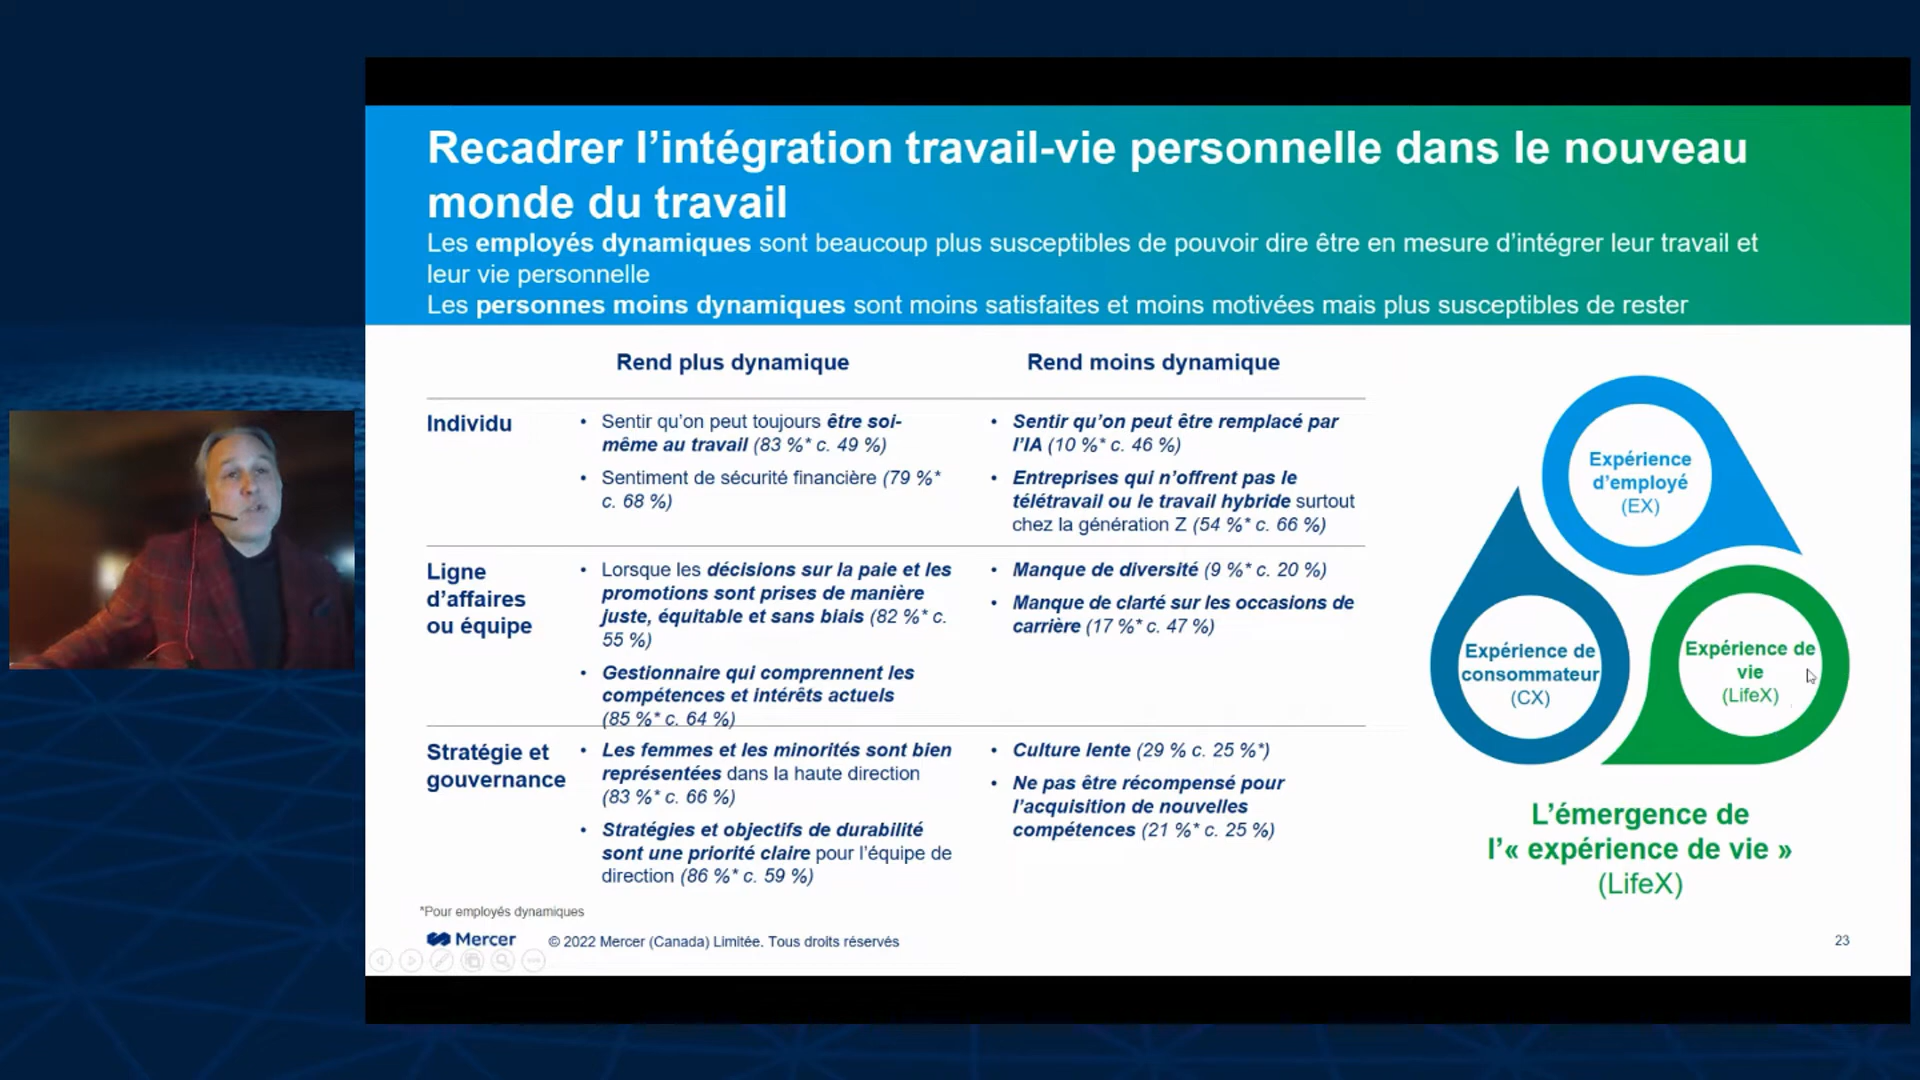 Recadrer l’intégration travail-vie personnelle dans le nouveau
monde du travail
Les employés dynamiques sont beaucoup plus susceptibles de pouvoir dire être en mesure d’intégrer leur travail et
leur vie personnelle
Les personnes moins dynamiques sont moins satisfaites et moins motivées mais plus susceptibles de rester
Rend plus dynamique
Rend moins dynamique
Individu
• Sentir qu’on peut toujours être soi-
même au travail (83 %* c. 49 %)
• Sentiment de sécurité financière (79 %*
c. 68 %)
• Sentir qu’on peut être remplacé par
l’IA (10 %* c. 46 %)
• Entreprises qui n’offrent pas le
télétravail ou le travail hybride surtout
chez la génération Z (54 %* c. 66 %)
Ligne
d’affaires
ou équipe
• Lorsque les décisions sur la paie et les
promotions sont prises de manière
juste, équitable et sans biais (82 %* c.
55 %)
• Gestionnaire qui comprennent les
compétences et intérêts actuels
(85 %* c. 64 %)
• Manque de diversité (9 %* c. 20 %)
• Manque de clarté sur les occasions de
carrière (17 %* c. 47 %)
Stratégie et
gouvernance
• Les femmes et les minorités sont bien
représentées dans la haute direction
(83 %* c. 66 %)
• Stratégies et objectifs de durabilité
sont une priorité claire pour l’équipe de
direction (86 %* c. 59 %)
• Culture lente (29 % c. 25 %*)
• Ne pas être récompensé pour
l’acquisition de nouvelles
compétences (21 %* c. 25 %)
Expérience
d’employé
(EX)
Expérience de
consommateur
(CX)
Expérience de
vie
(LifeX)
L’émergence de
l’« expérience de vie »
(LifeX)
*Pour employés dynamiques
Mercer
© 2022 Mercer (Canada) Limitée. Tous droits réservés
23